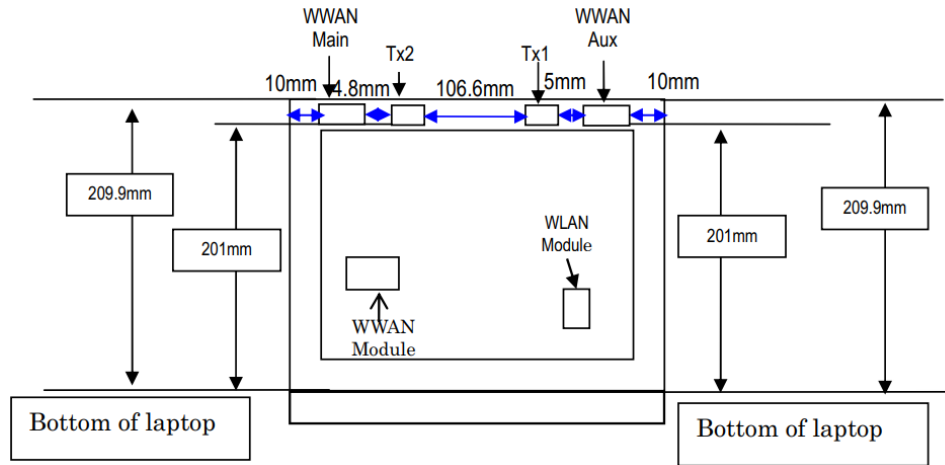 WWAN
Main
Tx2
Tx1
WWAN
Aux
10mm
4.8mm
106.6mm
5mm
10mm
209.9mm
201mm
WLAN
Module
201mm
209.9mm
WWAN
Module
Bottom of laptop
Bottom of laptop